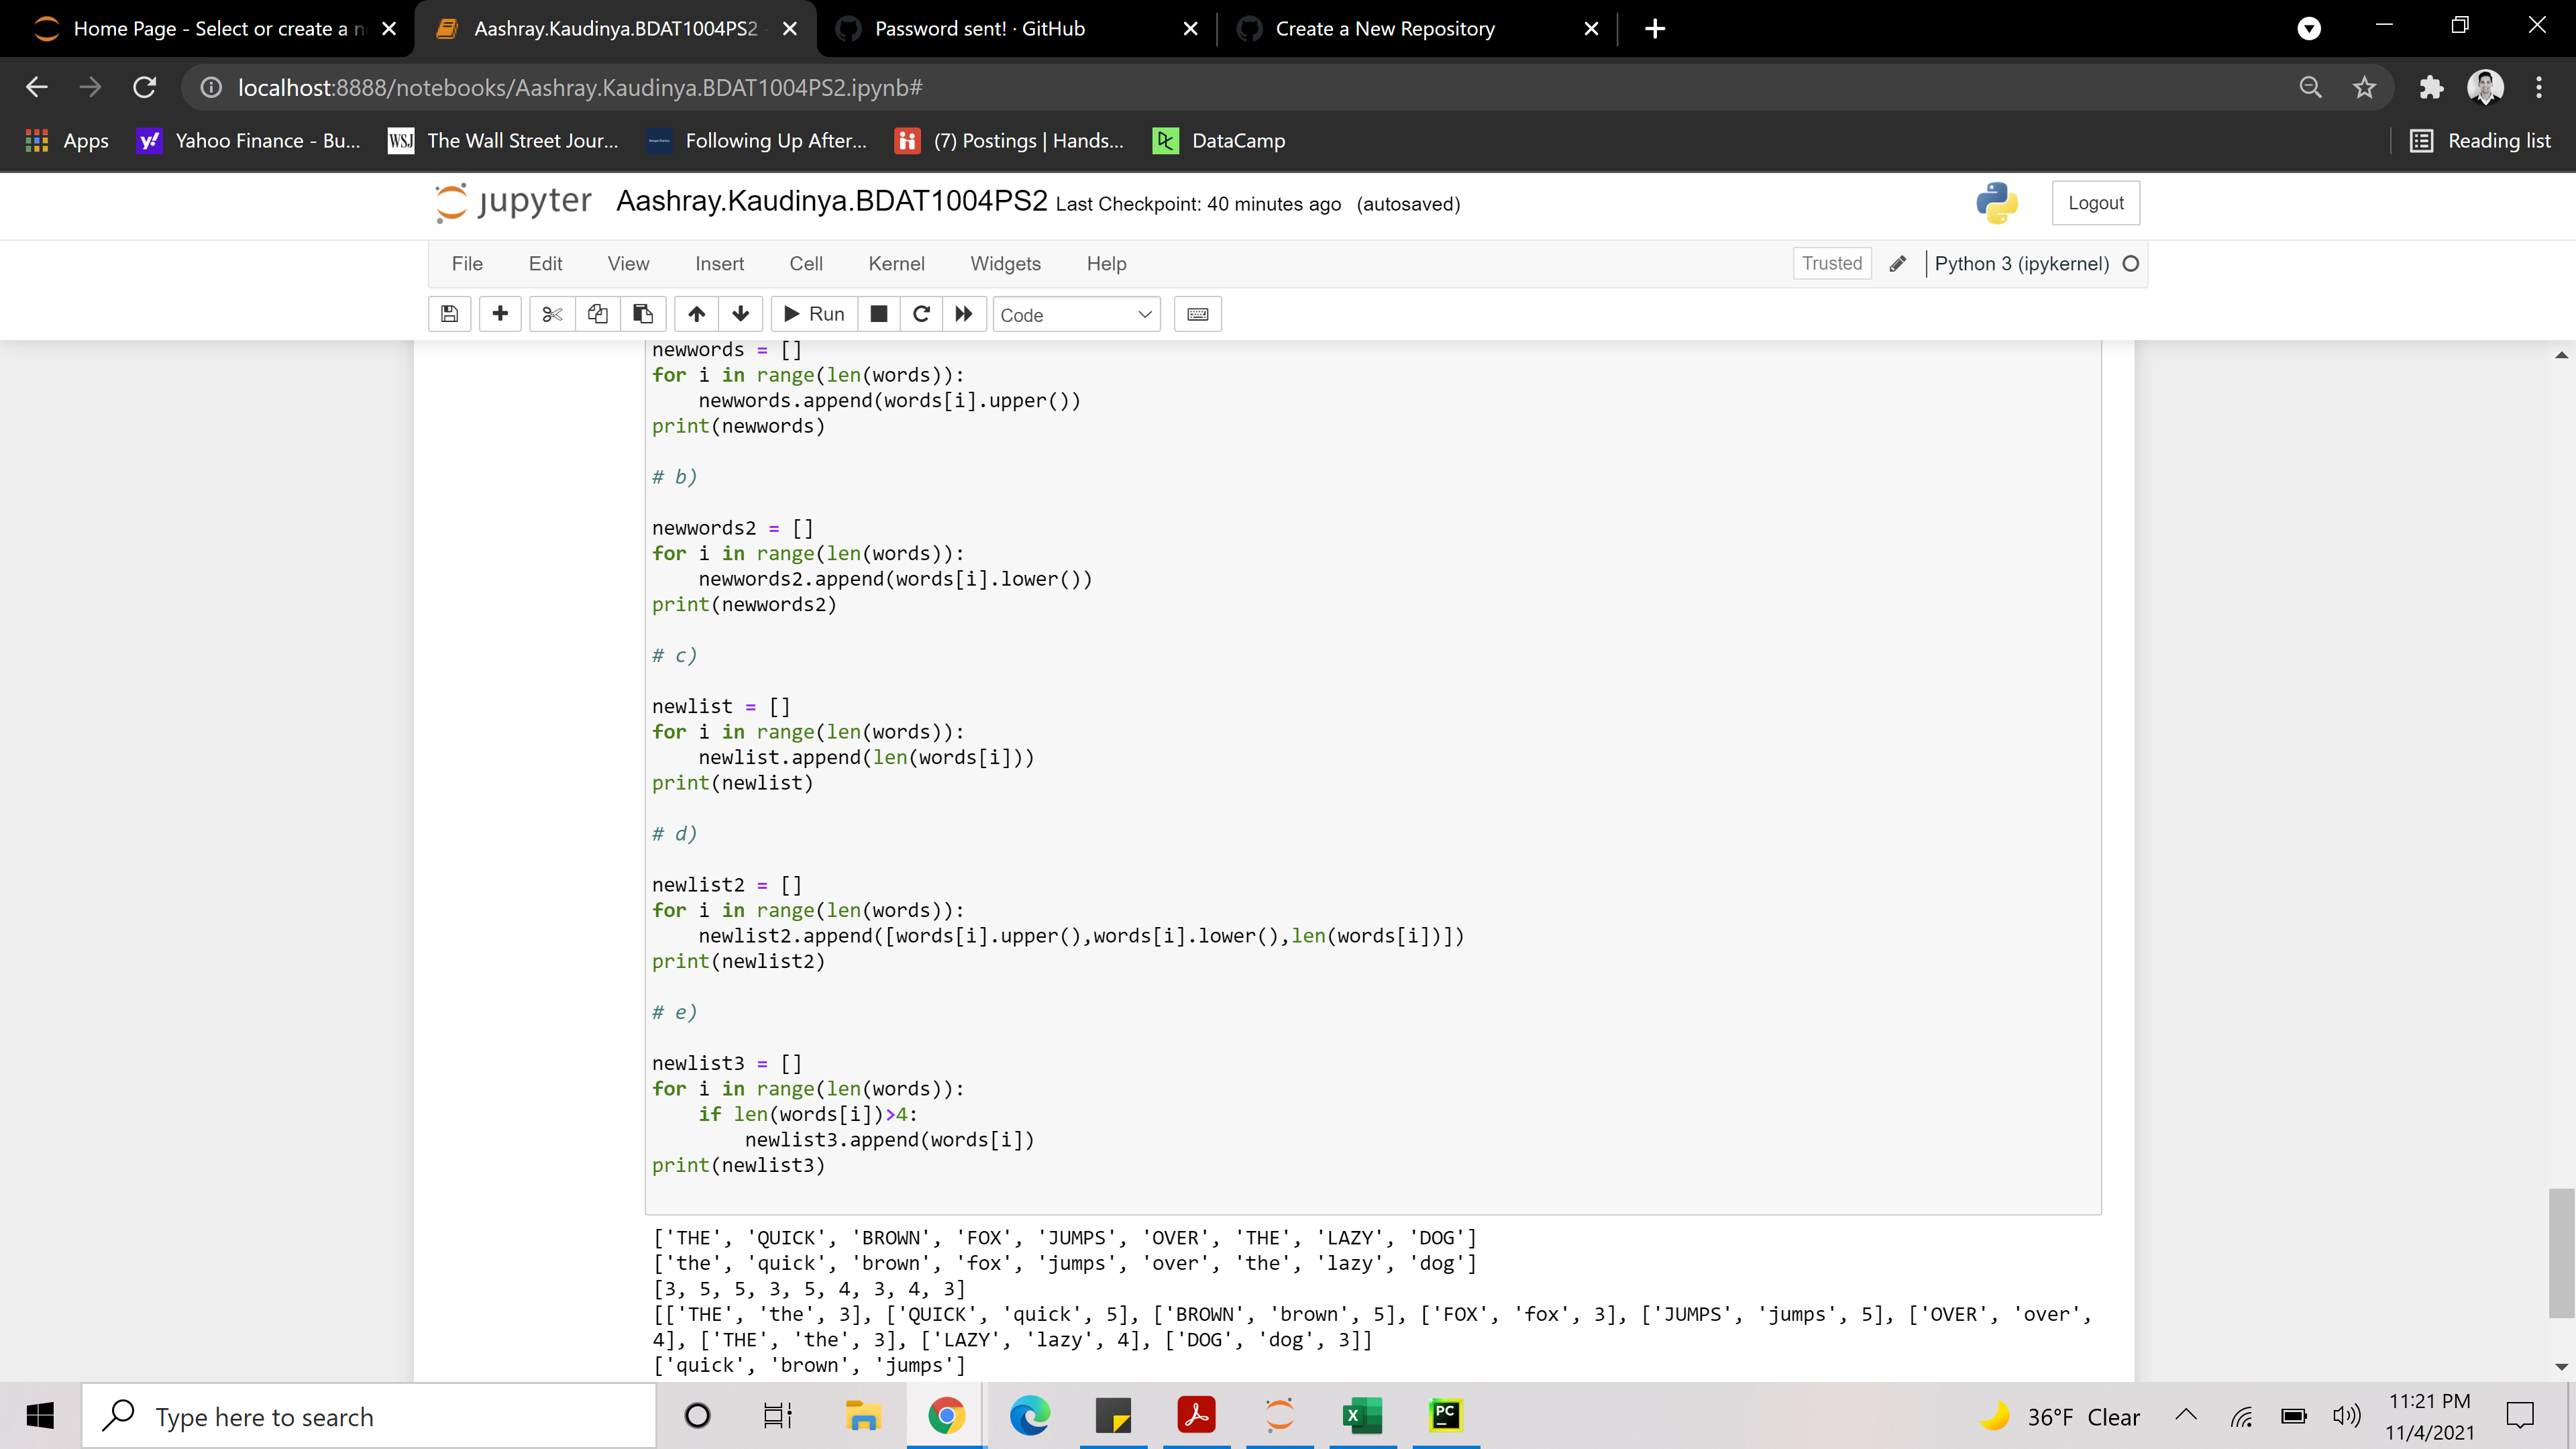 Home Page - Select or create a n
Aashray.Kaudinya.BDAT1004PS2 -
Password sent! · GitHub
Create a New Repository
localhost:8888/notebooks/Aashray.Kaudinya.BDAT1004PS2.ipynb#
Apps
y!
Yahoo Finance - Bu...
WSJ
The Wall Street Jour...
Following Up After...
(7) Postings | Hands...
DataCamp
Reading list
jupyter
Aashray.Kaudinya.BDAT1004PS2 Last Checkpoint: 40 minutes ago (autosaved)
Logout
File Edit View Insert Cell Kernel Widgets Help
Trusted
Python 3 (ipykernel)
Run
Code
newwords = []
for i in range(len(words)):
    newwords.append(words[i].upper())
print(newwords)
# b)
newwords2 = []
for i in range(len(words)):
    newwords2.append(words[i].lower())
print(newwords2)
# c)
newlist = []
for i in range(len(words)):
    newlist.append(len(words[i]))
print(newlist)
# d)
newlist2 = []
for i in range(len(words)):
    newlist2.append([words[i].upper(),words[i].lower(),len(words[i])])
print(newlist2)
# e)
newlist3 = []
for i in range(len(words)):
    if len(words[i])>4:
        newlist3.append(words[i])
print(newlist3)
['THE', 'QUICK', 'BROWN', 'FOX', 'JUMPS', 'OVER', 'THE', 'LAZY', 'DOG']
['the', 'quick', 'brown', 'fox', 'jumps', 'over', 'the', 'lazy', 'dog']
[3, 5, 5, 3, 5, 4, 3, 4, 3]
[['THE', 'the', 3], ['QUICK', 'quick', 5], ['BROWN', 'brown', 5], ['FOX', 'fox', 3], ['JUMPS', 'jumps', 5], ['OVER', 'over',
4], ['THE', 'the', 3], ['LAZY', 'lazy', 4], ['DOG', 'dog', 3]]
['quick', 'brown', 'jumps']
Type here to search
PC
36°F Clear
11:21 PM
11/4/2021